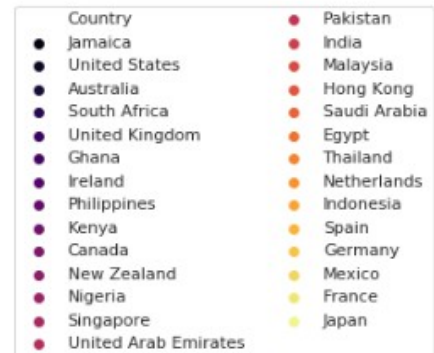 Country
Jamaica
United States
Australia
South Africa
United Kingdom
Ghana
Ireland
Philippines
Kenya
Canada
New Zealand
Nigeria
Singapore
United Arab Emirates
Pakistan
India
Malaysia
Hong Kong
Saudi Arabia
Egypt
Thailand
Netherlands
Indonesia
Spain
Germany
Mexico
France
Japan